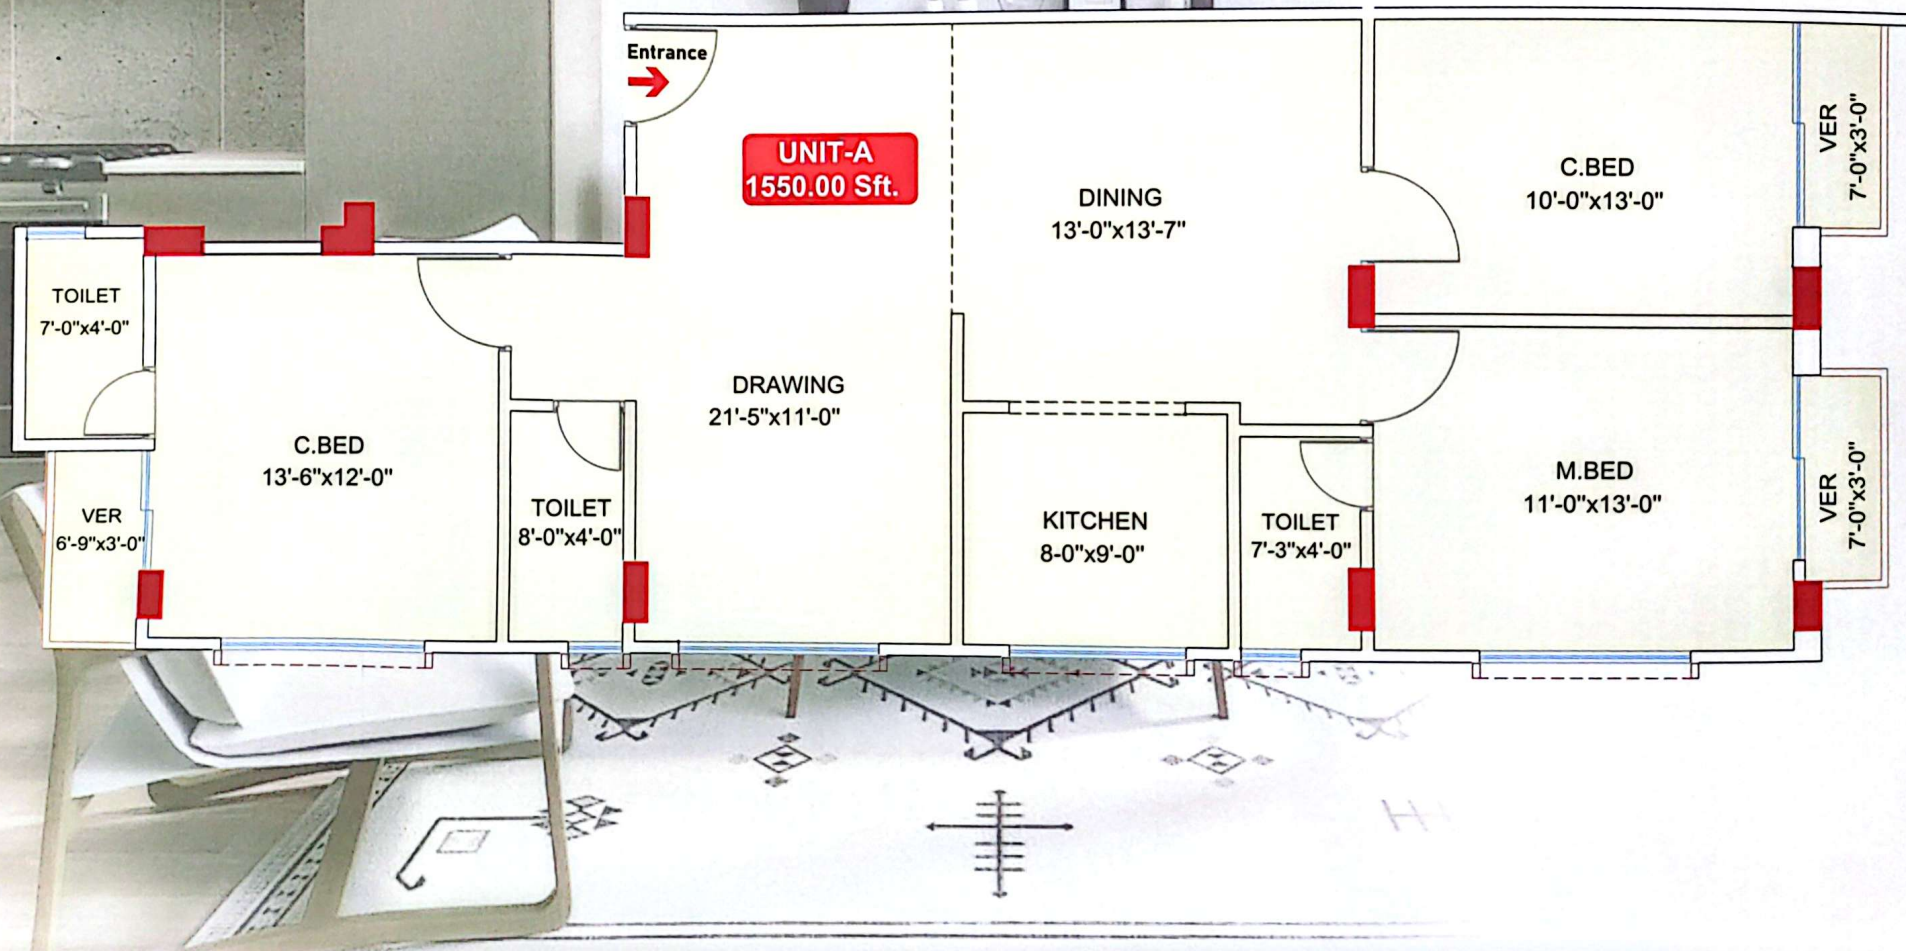 Entrance
UNIT-A
1550.00 Sft.
DINING
13'-0"x13'-7"
C.BED
10'-0"x13'-0"
VER
7'-0"x3'-0"
TOILET
7'-0"x4'-0"
DRAWING
21'-5"x11'-0"
C.BED
13'-6"x12'-0"
VER
6'-9"x3'-0"
TOILET
8'-0"x4'-0"
KITCHEN
8-0"x9'-0"
TOILET
7'-3"x4'-0"
M.BED
11'-0"x13'-0"
VER
7'-0"x3'-0"